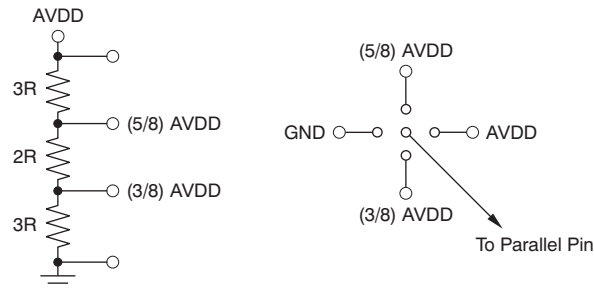 AVDD
3R
(5/8) AVDD
2R
(3/8) AVDD
3R
(5/8) AVDD
GND
AVDD
(3/8) AVDD
To Parallel Pin